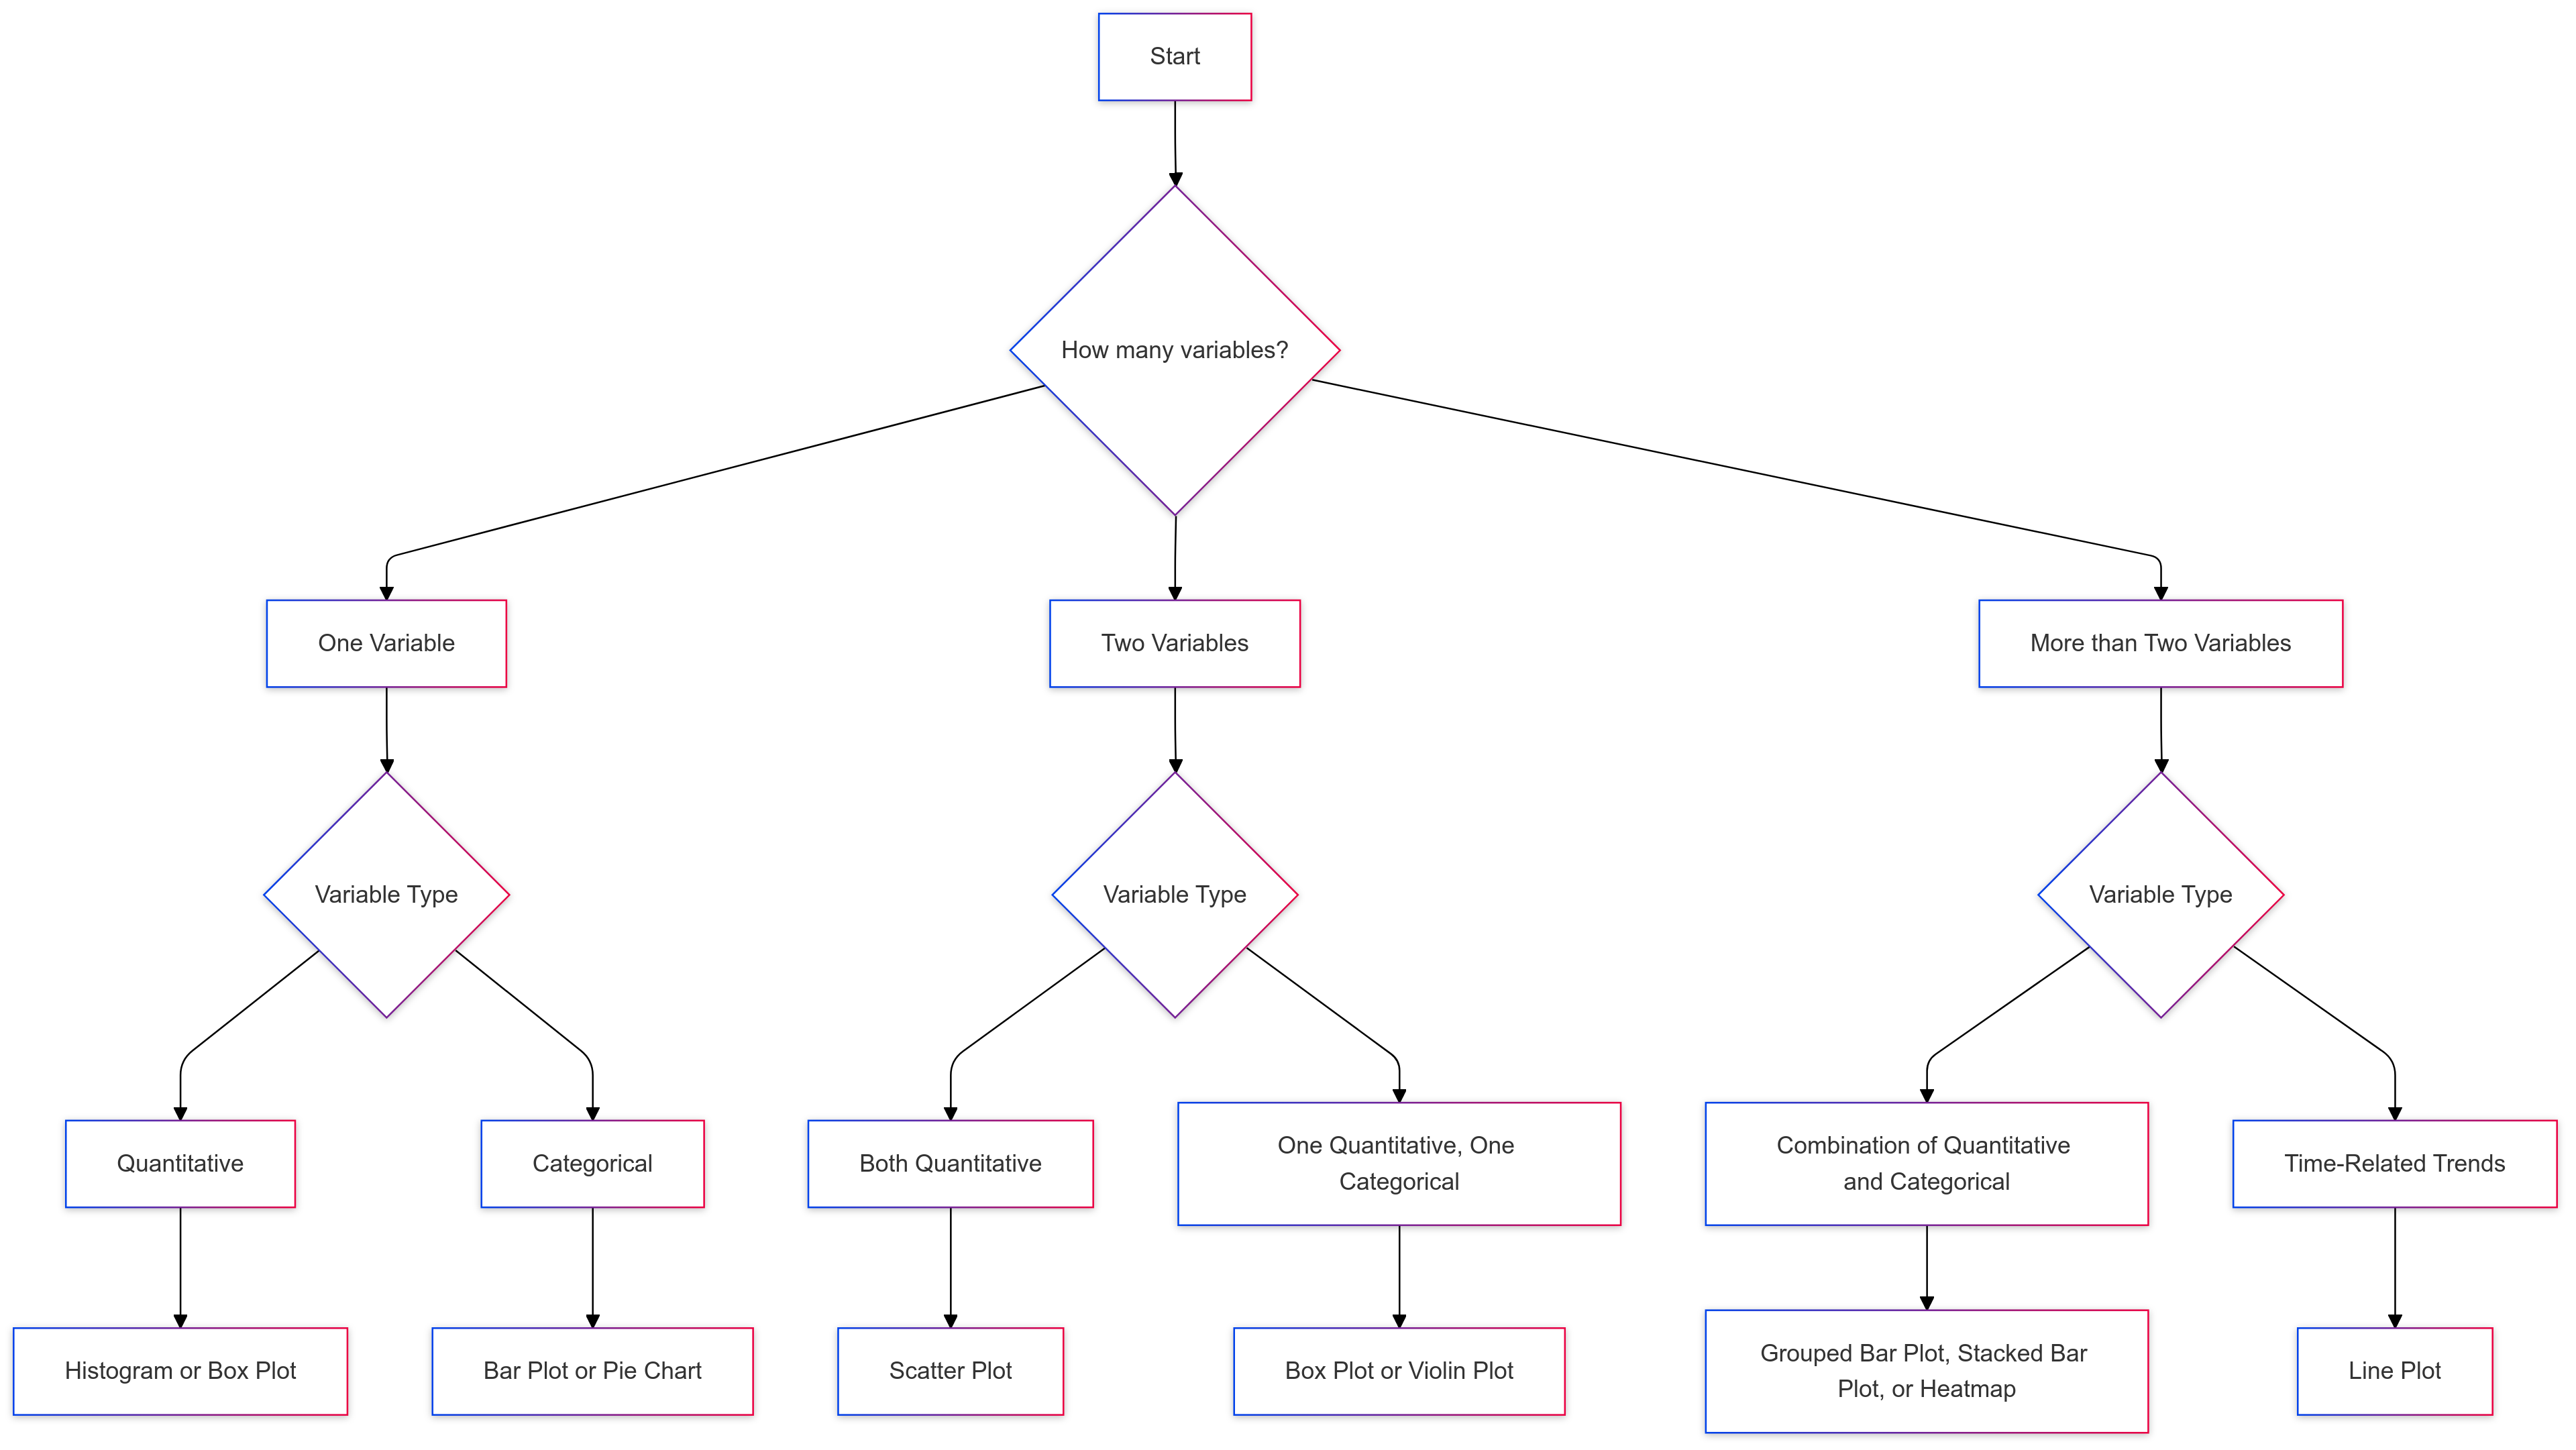 Start
How many variables?
One Variable
Two Variables
More than Two Variables
Variable Type
Variable Type
Variable Type
Quantitative
Categorical
Both Quantitative
One Quantitative, One
Categorical
Combination of Quantitative
and Categorical
Time-Related Trends
Histogram or Box Plot
Bar Plot or Pie Chart
Scatter Plot
Box Plot or Violin Plot
Grouped Bar Plot, Stacked Bar
Plot, or Heatmap
Line Plot